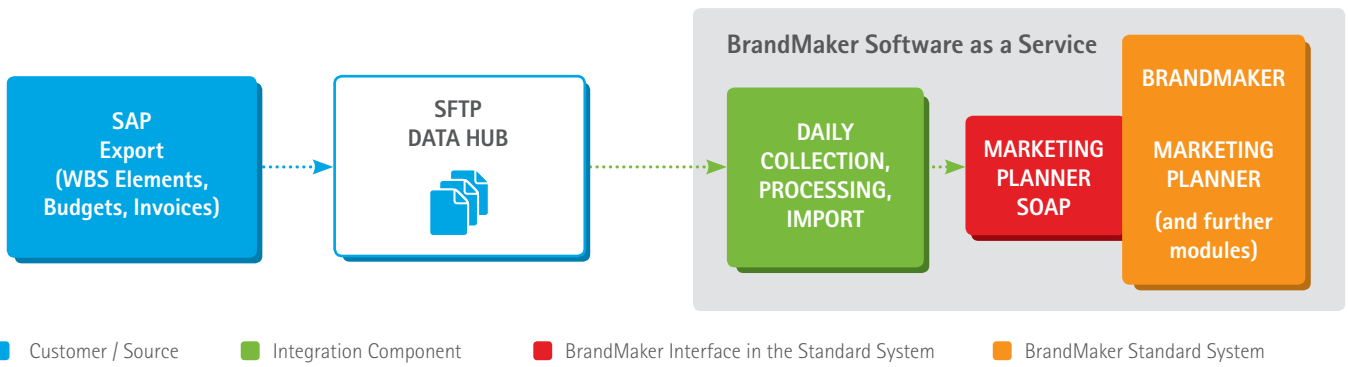 BrandMaker Software as a Service
SAP
Export
(WBS Elements,
Budgets, Invoices)
SFTP
DATA HUB
DAILY
COLLECTION,
PROCESSING,
IMPORT
MARKETING
PLANNER
SOAP
BRANDMAKER
MARKETING
PLANNER
(and further
modules)
Customer / Source
Integration Component
BrandMaker Interface in the Standard System
BrandMaker Standard System